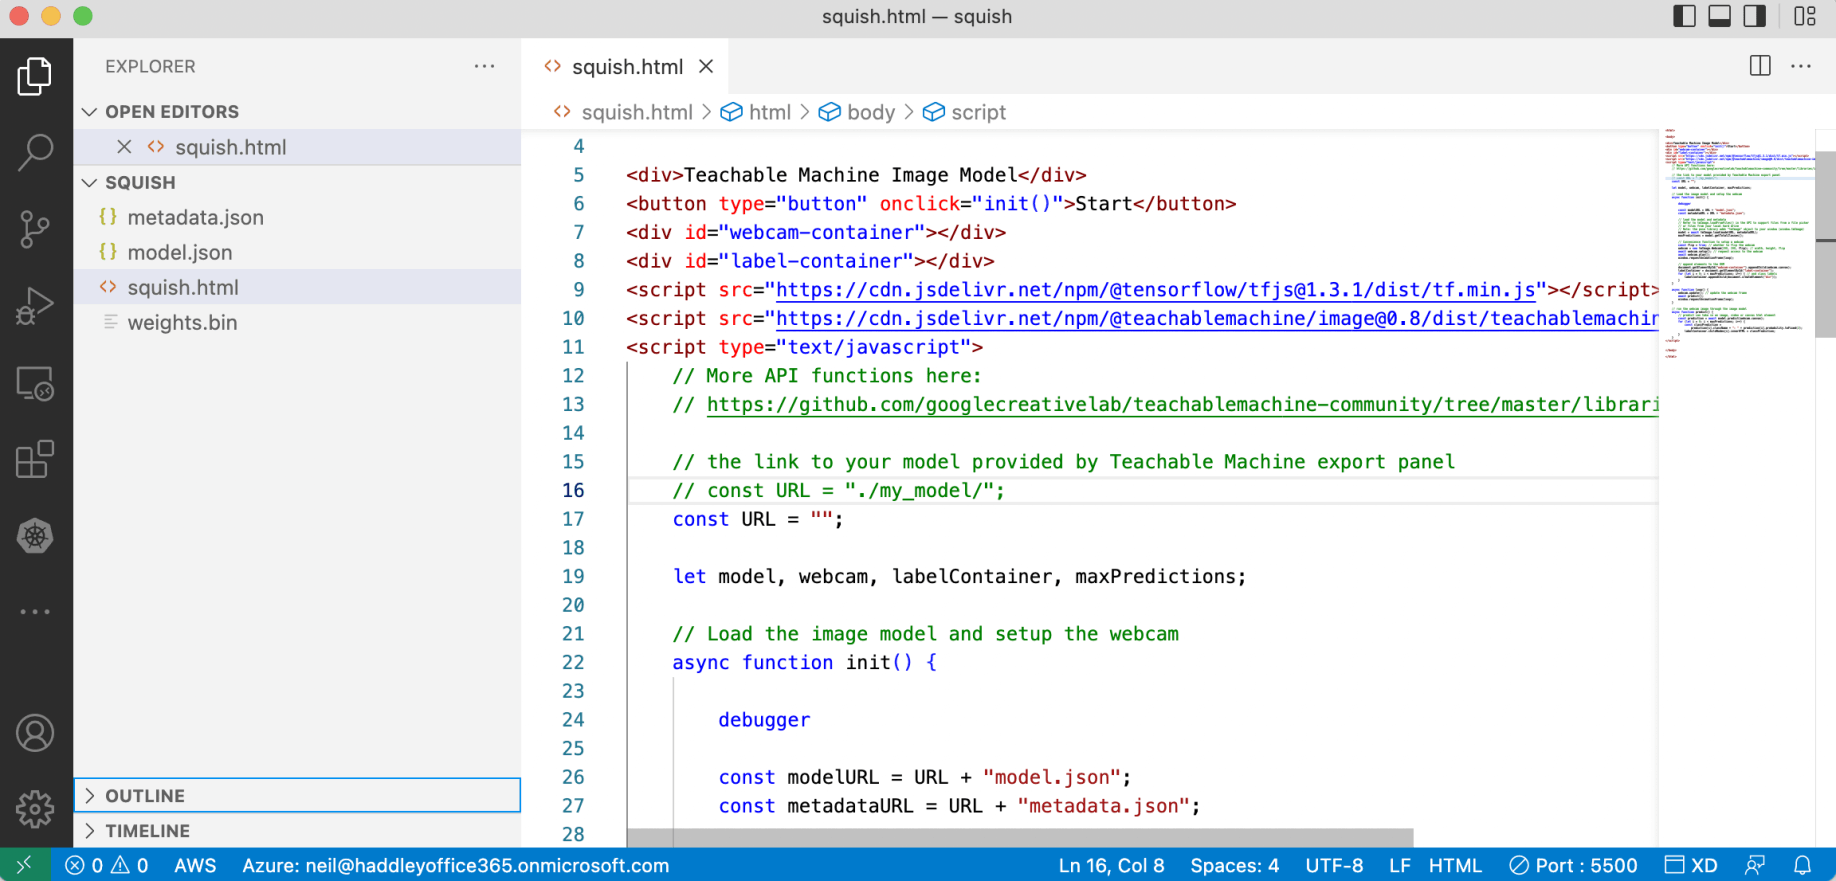 squish.html — squish
EXPLORER
OPEN EDITORS
squish.html
SQUISH
metadata.json
model.json
squish.html
weights.bin
OUTLINE
TIMELINE
squish.html
squish.html > html > body > script
4
5 <div>Teachable Machine Image Model</div>
6 <button type="button" onclick="init()">Start</button>
7 <div id="webcam-container"></div>
8 <div id="label-container"></div>
9 <script src="https://cdn.jsdelivr.net/npm/@tensorflow/tfjs@1.3.1/dist/tf.min.js"></script>
10 <script src="https://cdn.jsdelivr.net/npm/@teachablemachine/image@0.8/dist/teachablemachin
11 <script type="text/javascript">
12 // More API functions here:
13 // https://github.com/googlecreativelab/teachablemachine-community/tree/master/librari
14
15 // the link to your model provided by Teachable Machine export panel
16 // const URL = "./my_model/";
17 const URL = "";
18
19 let model, webcam, labelContainer, maxPredictions;
20
21 // Load the image model and setup the webcam
22 async function init() {
23
24 debugger
25
26 const modelURL = URL + "model.json";
27 const metadataURL = URL + "metadata.json";
28
0 0 AWS Azure: neil@haddleyoffice365.onmicrosoft.com Ln 16, Col 8 Spaces: 4 UTF-8 LF HTML Port : 5500 XD